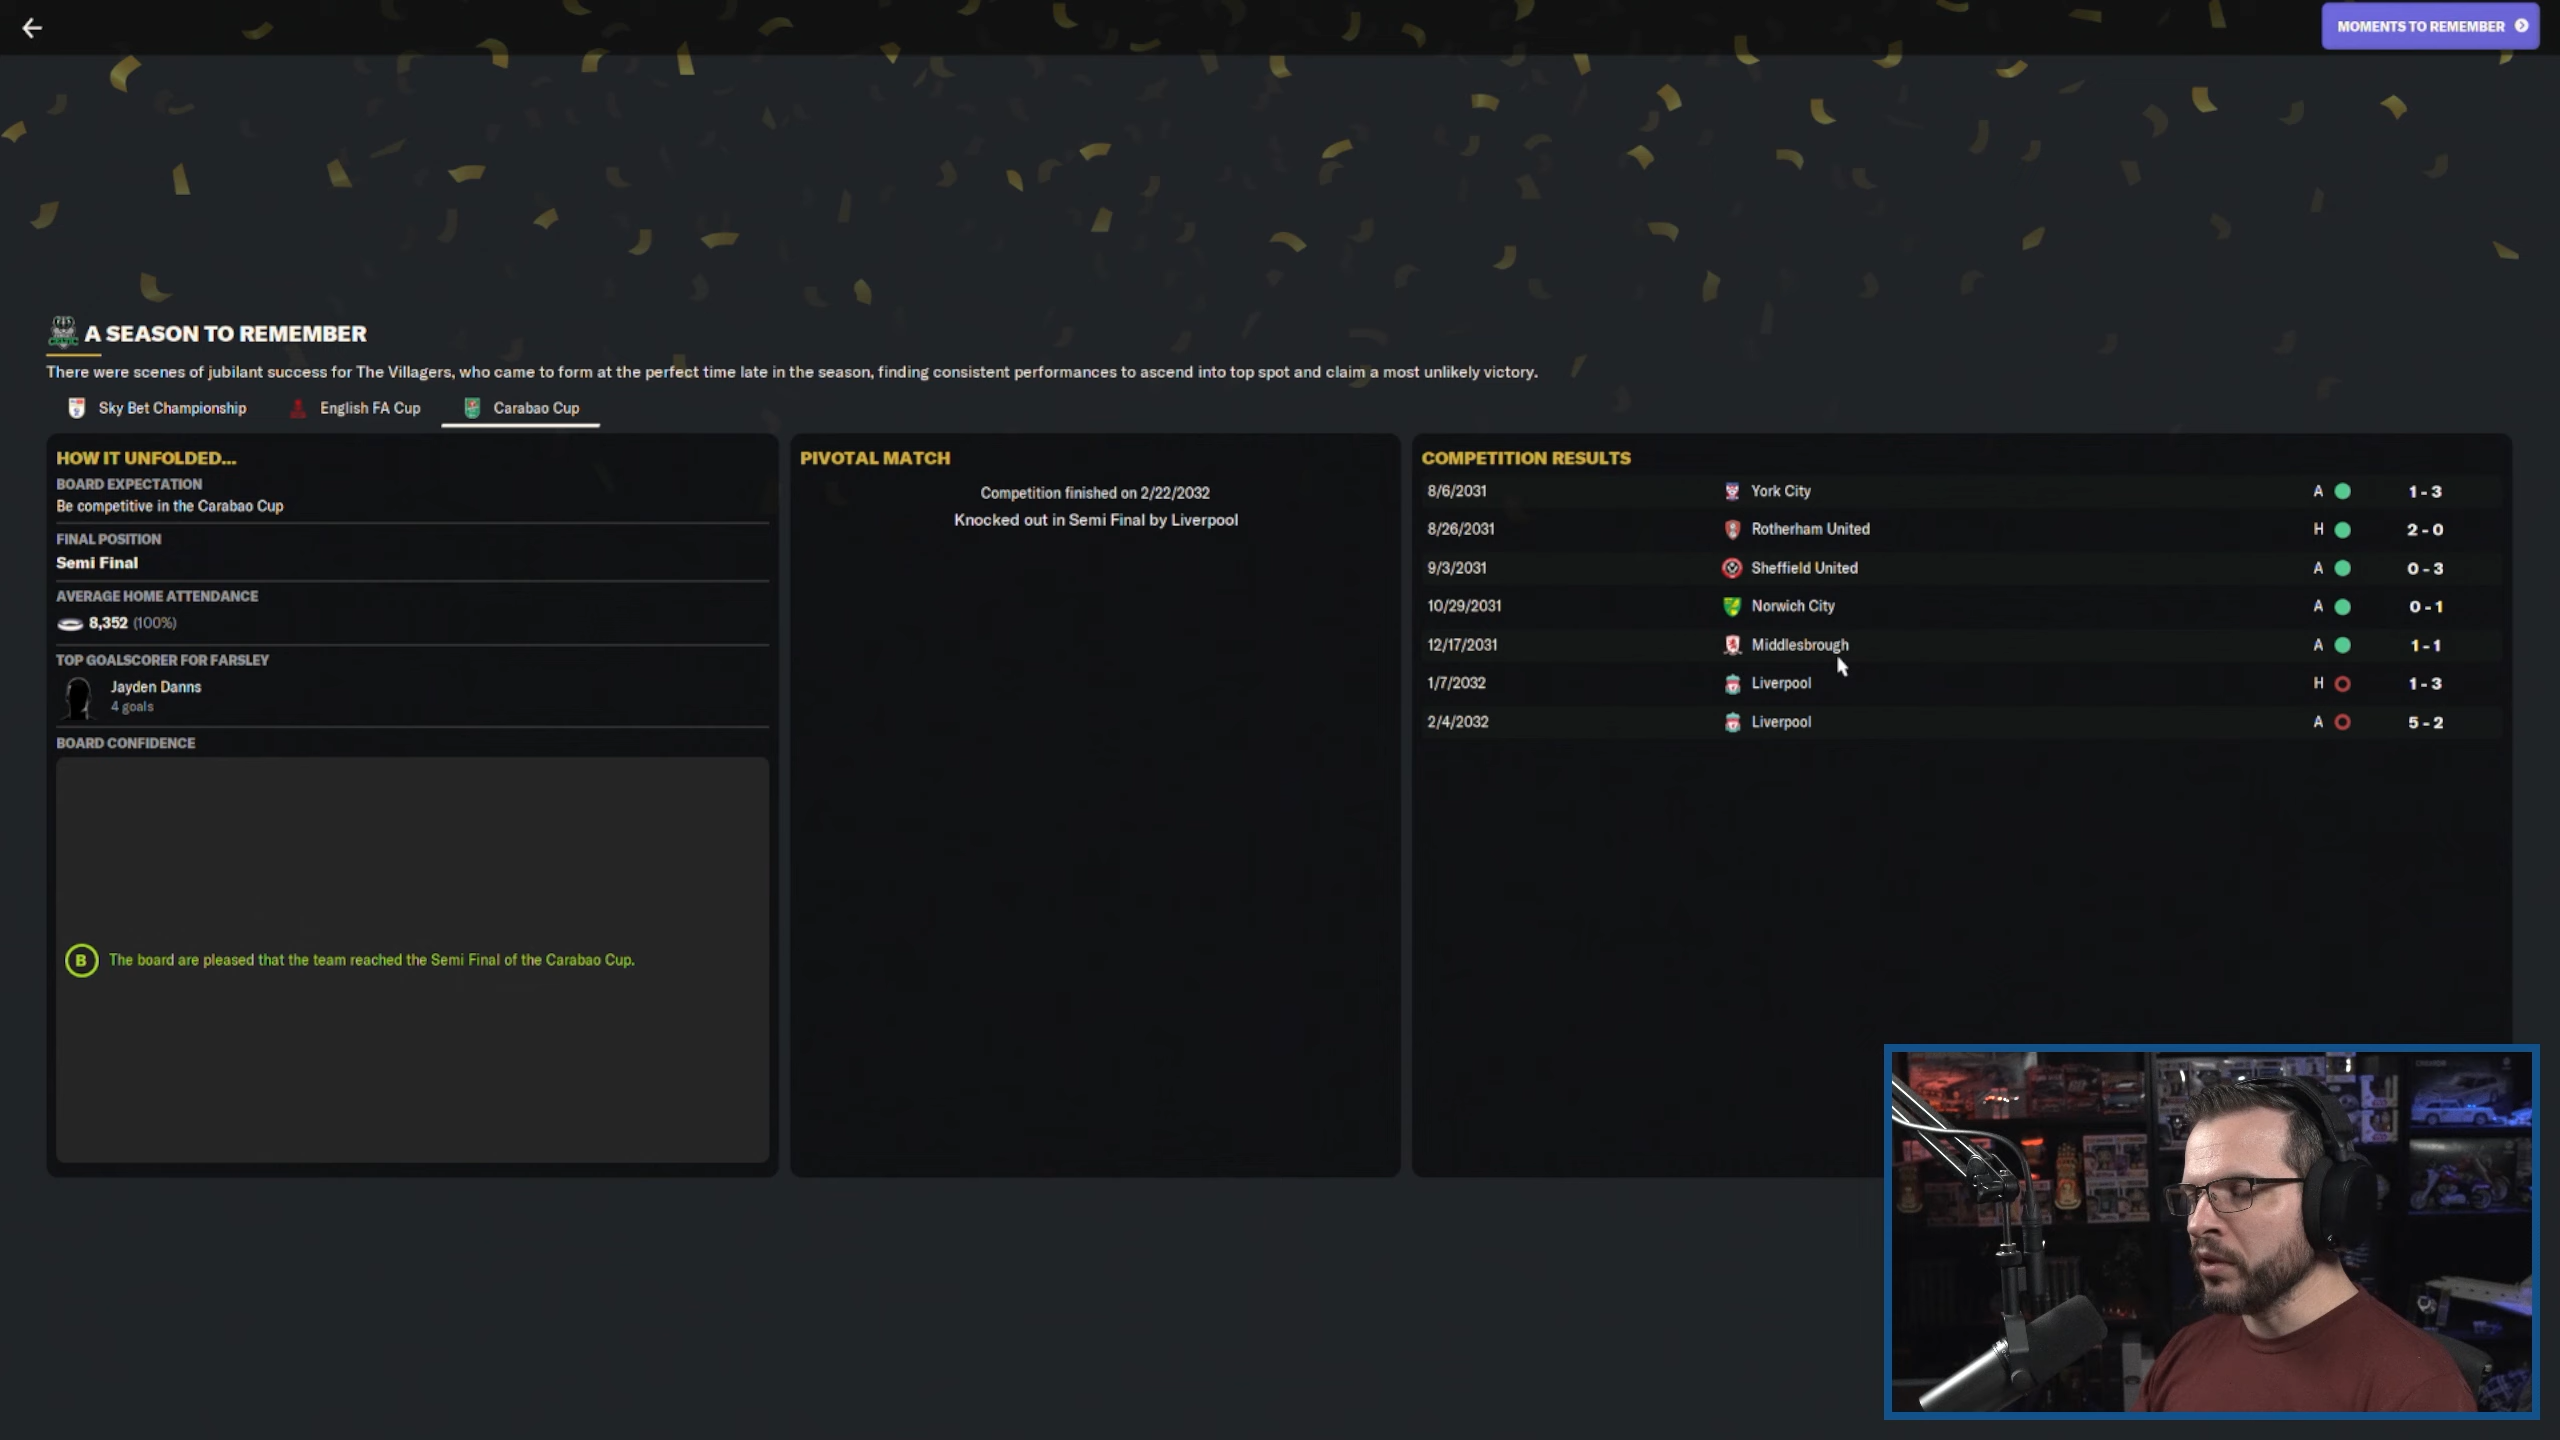 MOMENTS TO REMEMBER
A SEASON TO REMEMBER
There were scenes of jubilant success for The Villagers, who came to form at the perfect time late in the season, finding consistent performances to ascend into top spot and claim a most unlikely victory.
Sky Bet Championship English FA Cup Carabao Cup
HOW IT UNFOLDED...
BOARD EXPECTATION
Be competitive in the Carabao Cup
FINAL POSITION
Semi Final
AVERAGE HOME ATTENDANCE
8,352 (100%)
TOP GOALSCORER FOR FARSLEY
Jayden Danns
4 goals
BOARD CONFIDENCE
B The board are pleased that the team reached the Semi Final of the Carabao Cup.
PIVOTAL MATCH
Competition finished on 2/22/2032
Knocked out in Semi Final by Liverpool
COMPETITION RESULTS
8/6/2031 York City A 1 - 3
8/26/2031 Rotherham United H 2 - 0
9/3/2031 Sheffield United A 0 - 3
10/29/2031 Norwich City A 0 - 1
12/17/2031 Middlesbrough A 1 - 1
1/7/2032 Liverpool H 1 - 3
2/4/2032 Liverpool A 5 - 2